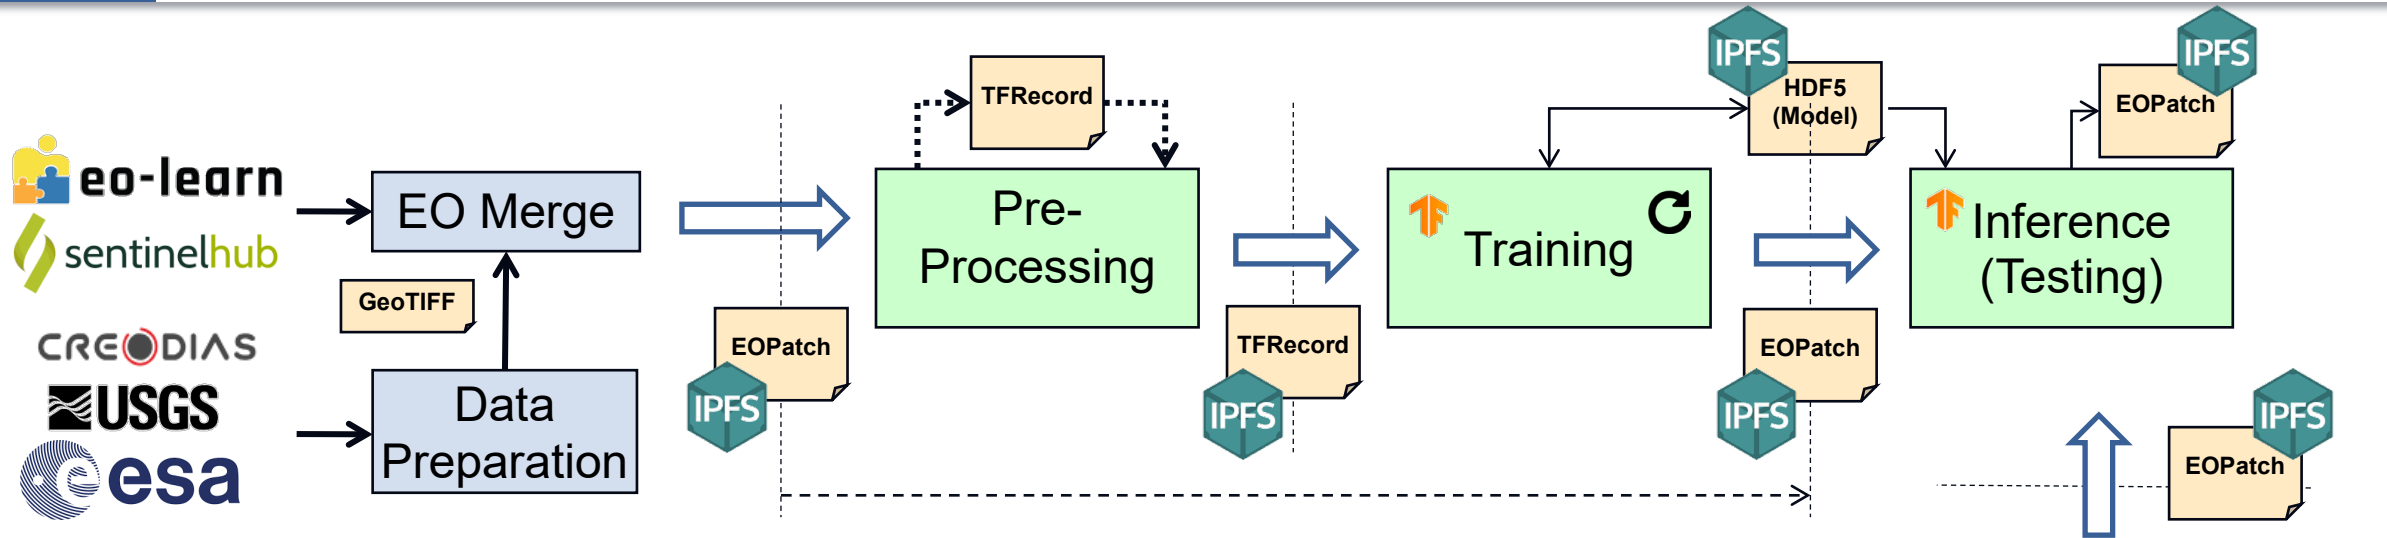 eo-learn
sentinelhub
CREODIAS
USGS
esa
EO Merge
GeoTIFF
Data
Preparation
EOPatch
IPFS
TFRecord
Pre-
Processing
TFRecord
IPFS
IPFS
HDF5
(Model)
Training
EOPatch
IPFS
IPFS
EOPatch
Inference
(Testing)
IPFS
EOPatch